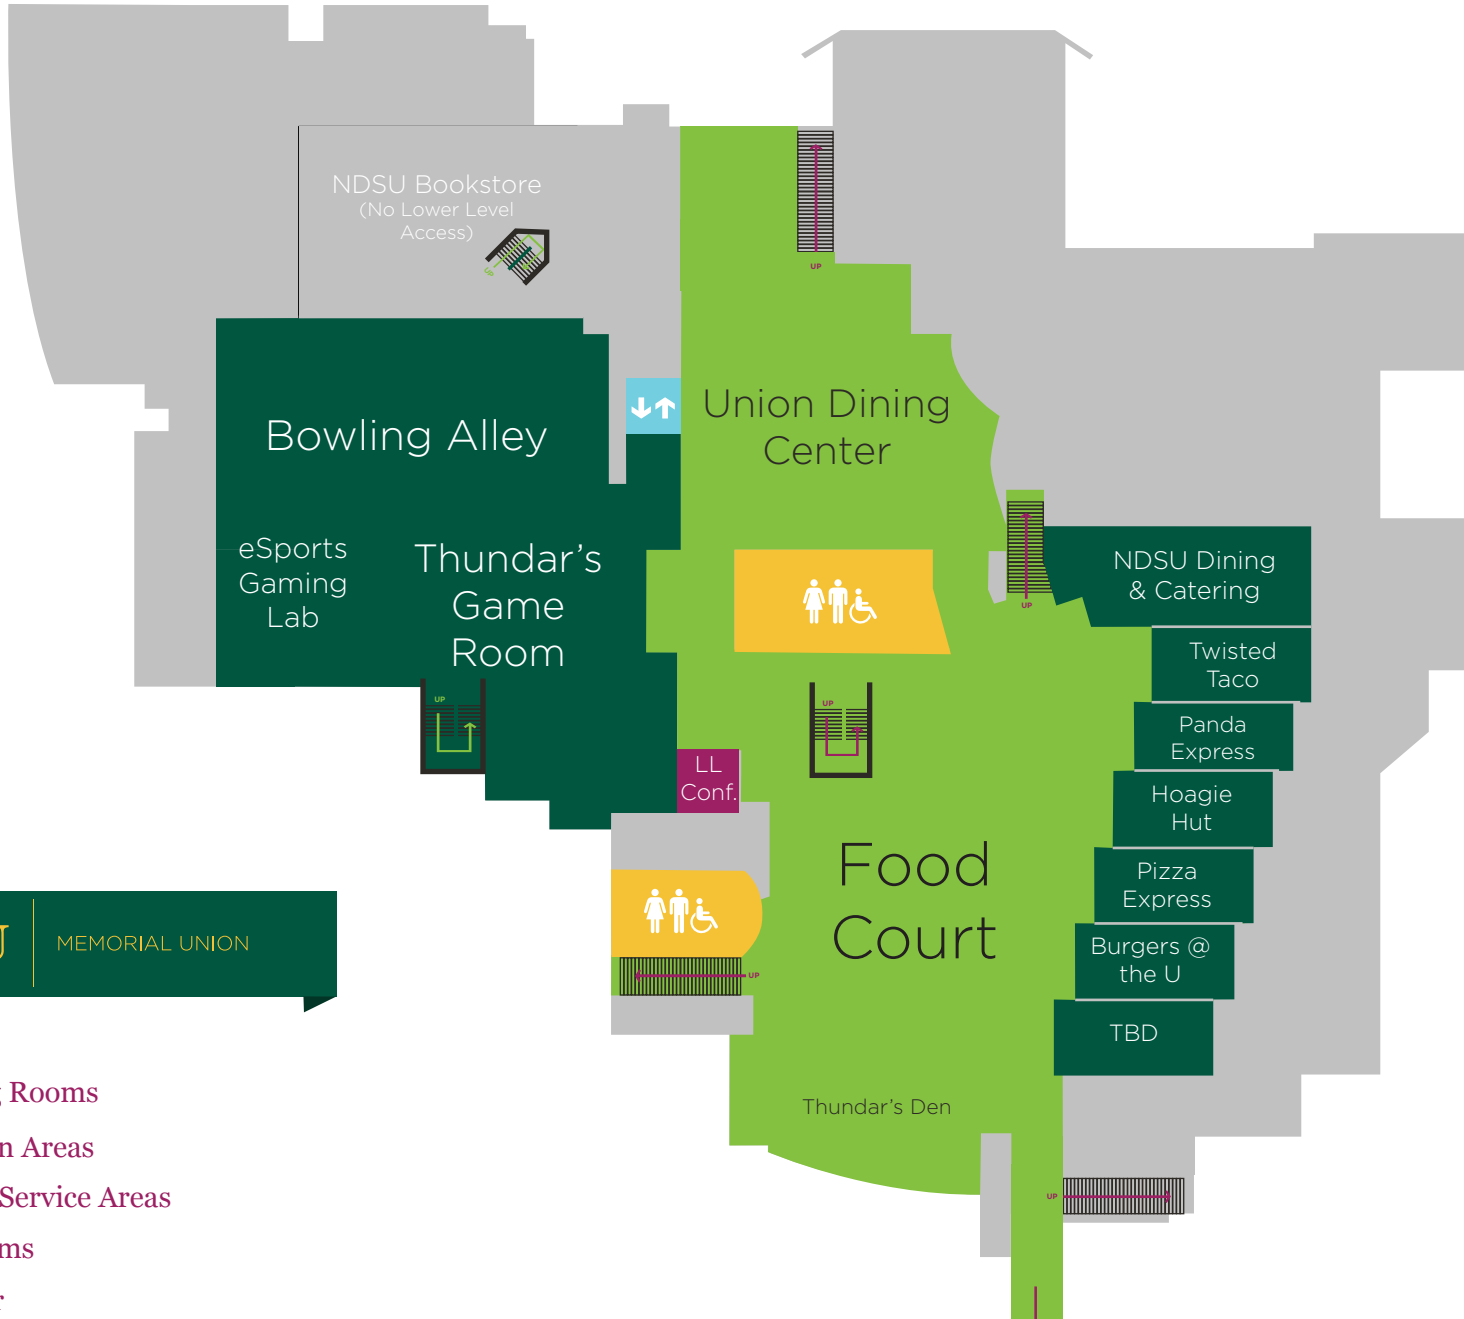 NDSU Bookstore
(No Lower Level
Access)
UP
UP
Bowling Alley
Union Dining
Center
eSports
Gaming
Lab
Thundar's
Game
Room
NDSU Dining
& Catering
UP
Twisted
Taco
UP
UP
Panda
Express
LL
Conf.
Hoagie
Hut
Food
Court
Pizza
Express
MEMORIAL UNION
Burgers @
the U
UP
TBD
Rooms
Areas
Thundar's Den
Service Areas
UP